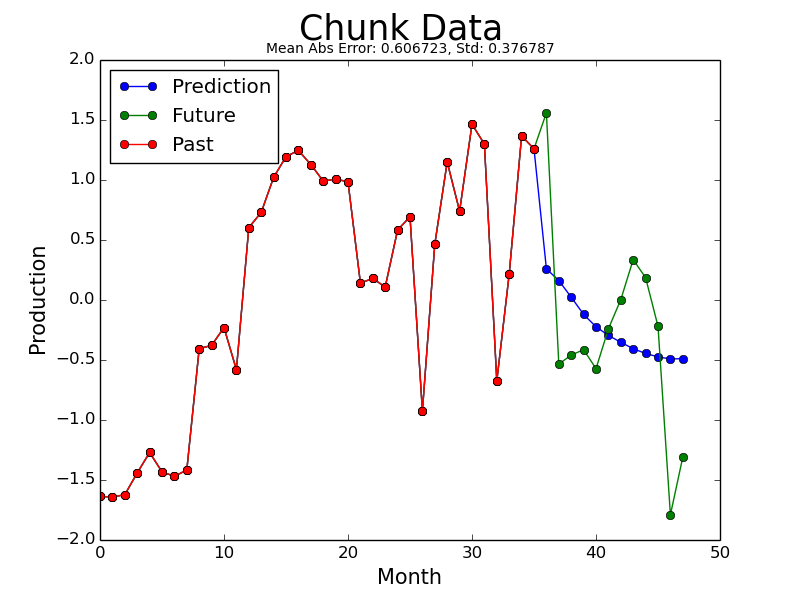 Chunk Data
Mean Abs Error: 0.606723, Std: 0.376787
Prediction
Future
Past
2.0
1.5
1.0
0.5
0.0
−0.5
−1.0
−1.5
−2.0
Production
0 10 20 30 40 50
Month